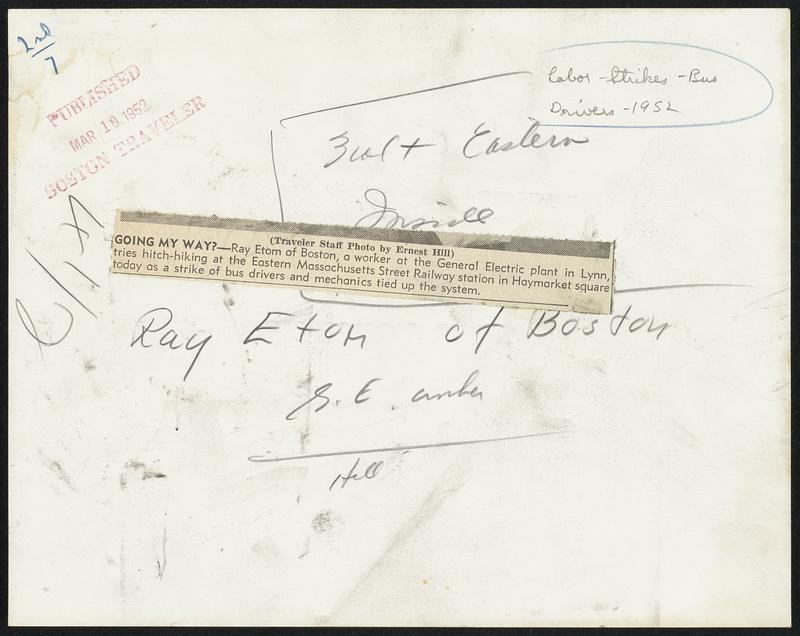 2nd
7
PUBLISHED
MAR 10 1952
BOSTON TRAVELER
Labor - Strikes - Bus
Drivers - 1952
Eastern
Inside
(Traveler Staff Photo by Ernest Hill)
GOING MY WAY?—Ray Etom of Boston, a worker at the General Electric plant in Lynn,
tries hitch-hiking at the Eastern Massachusetts Street Railway station in Haymarket square
today as a strike of bus drivers and mechanics tied up the system.
Ray Etom of Boston
G. E.
Hill